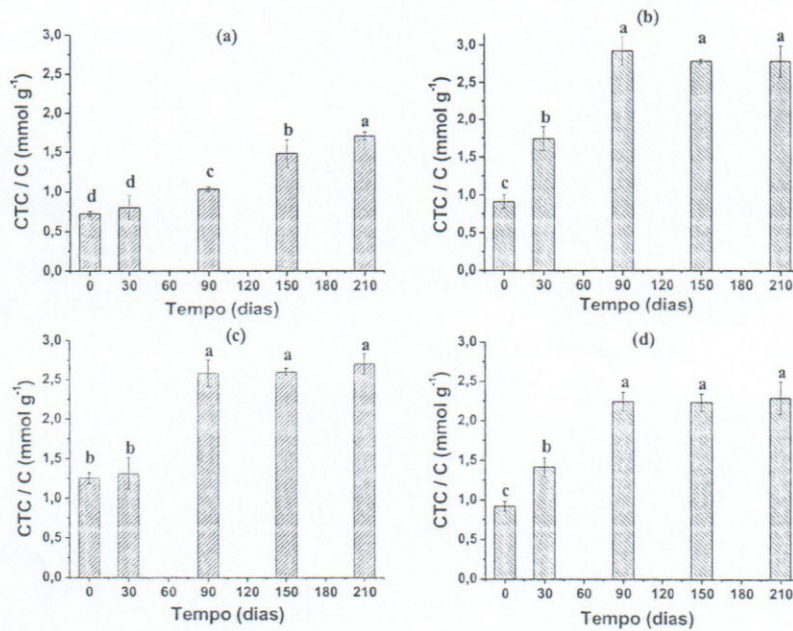 (a)
CTC / C (mmol g⁻¹)
3,0
2,5
2,0
1,5
1,0
0,5
0,0
d d c b a
0 30 60 90 120 150 180 210
Tempo (dias)
(b)
CTC / C (mmol g⁻¹)
3,0
2,5
2,0
1,5
1,0
0,5
0,0
c b a a a
0 30 60 90 120 150 180 210
Tempo (dias)
(c)
CTC / C (mmol g⁻¹)
3,0
2,5
2,0
1,5
1,0
0,5
0,0
b b a a a
0 30 60 90 120 150 180 210
Tempo (dias)
(d)
CTC / C (mmol g⁻¹)
3,0
2,5
2,0
1,5
1,0
0,5
0,0
c b a a a
0 30 60 90 120 150 180 210
Tempo (dias)